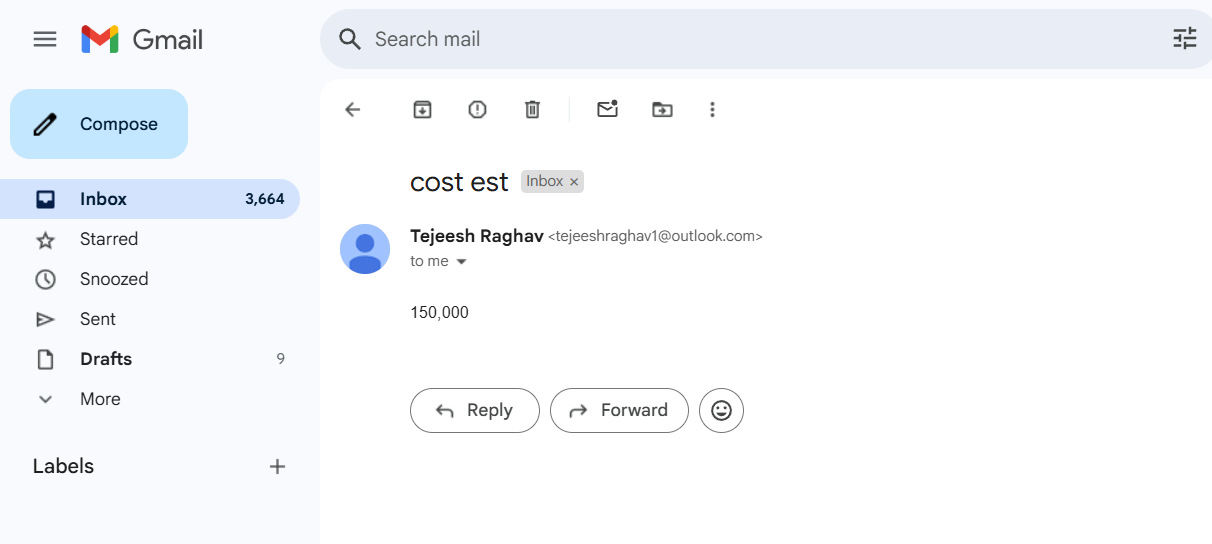 Gmail
Search mail
Compose
Inbox 3,664
Starred
Snoozed
Sent
Drafts 9
More
Labels
cost est Inbox ×
Tejeesh Raghav <tejeeshraghav1@outlook.com>
to me
150,000
Reply Forward